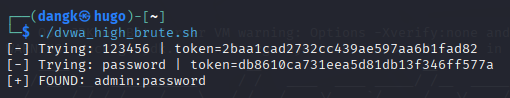 ┌──(dangk㉿hugo)-[~]
└─$ ./dvwa_high_brute.sh
[-] Trying: 123456 | token=2baa1cad2732cc439ae597aa6b1fad82
[-] Trying: password | token=db8610ca731eea5d81db13f346ff577a
[+] FOUND: admin:password